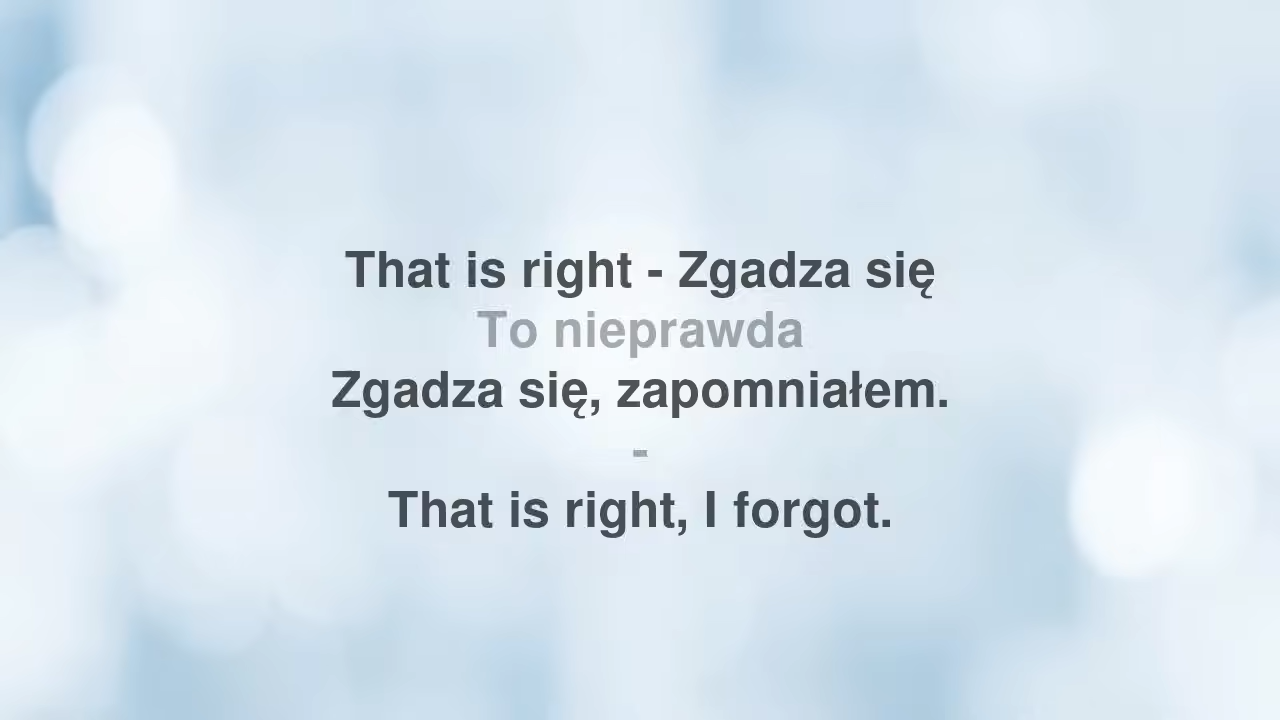 That is right - Zgadza się
To nieprawda
Zgadza się, zapomniałem.
-
That is right, I forgot.